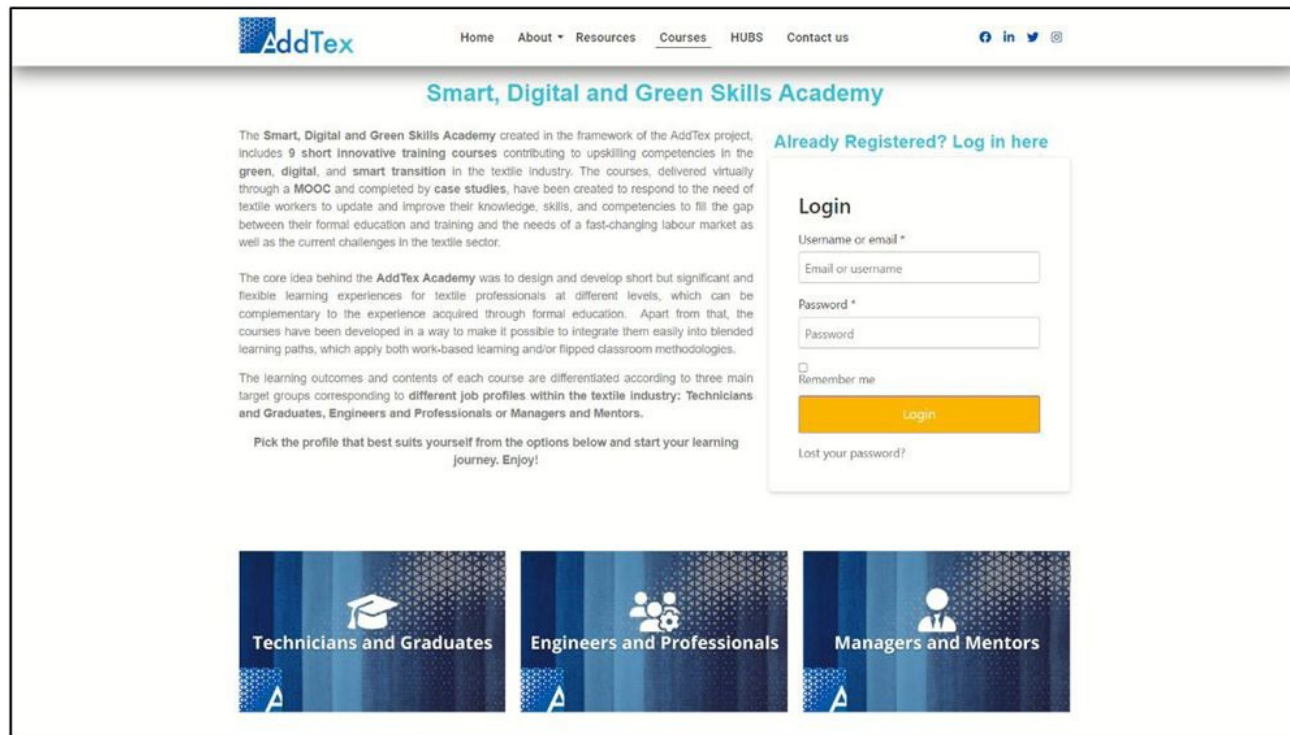 AddTex
Home About Resources Courses HUBS Contact us
Smart, Digital and Green Skills Academy
The Smart, Digital and Green Skills Academy created in the framework of the AddTex project,
includes 9 short innovative training courses contributing to upskilling competencies in the
green, digital, and smart transition in the textile industry. The courses, delivered virtually
through a MOOC and completed by case studies, have been created to respond to the need of
textile workers to update and improve their knowledge, skills, and competencies to fill the gap
between their formal education and training and the needs of a fast-changing labour market as
well as the current challenges in the textile sector.
The core idea behind the AddTex Academy was to design and develop short but significant and
flexible learning experiences for textile professionals at different levels, which can be
complementary to the experience acquired through formal education. Apart from that, the
courses have been developed in a way to make it possible to integrate them easily into blended
learning paths, which apply both work-based learning and/or flipped classroom methodologies.
The learning outcomes and contents of each course are differentiated according to three main
target groups corresponding to different job profiles within the textile industry: Technicians
and Graduates, Engineers and Professionals or Managers and Mentors.
Pick the profile that best suits yourself from the options below and start your learning
journey. Enjoy!
Already Registered? Log in here
Login
Username or email *
Email or username
Password *
Password
Remember me
Login
Lost your password?
Technicians and Graduates
Engineers and Professionals
Managers and Mentors